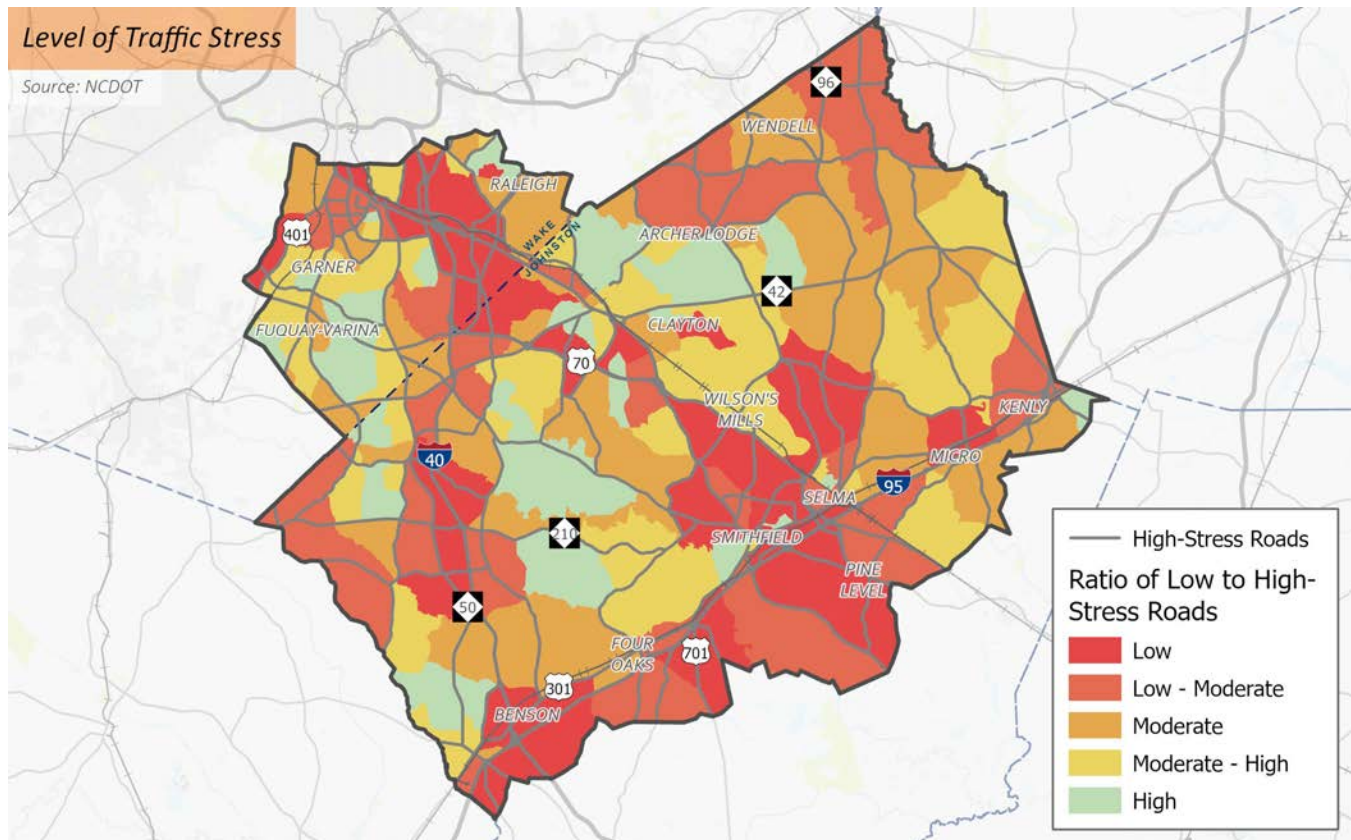 Level of Traffic Stress
Source: NCDOT
96
WENDELL
RALEIGH
401
WAKE
JOHNSTON
ARCHER LODGE
GARNER
42
FUQUAY-VARINA
CLAYTON
70
WILSON'S
MILLS
KENLY
40
MICRO
95
SELMA
210
SMITHFIELD
PINE
LEVEL
50
FOUR
OAKS
701
301
BENSON
High-Stress Roads
Ratio of Low to High-
Stress Roads
Low
Low - Moderate
Moderate
Moderate - High
High